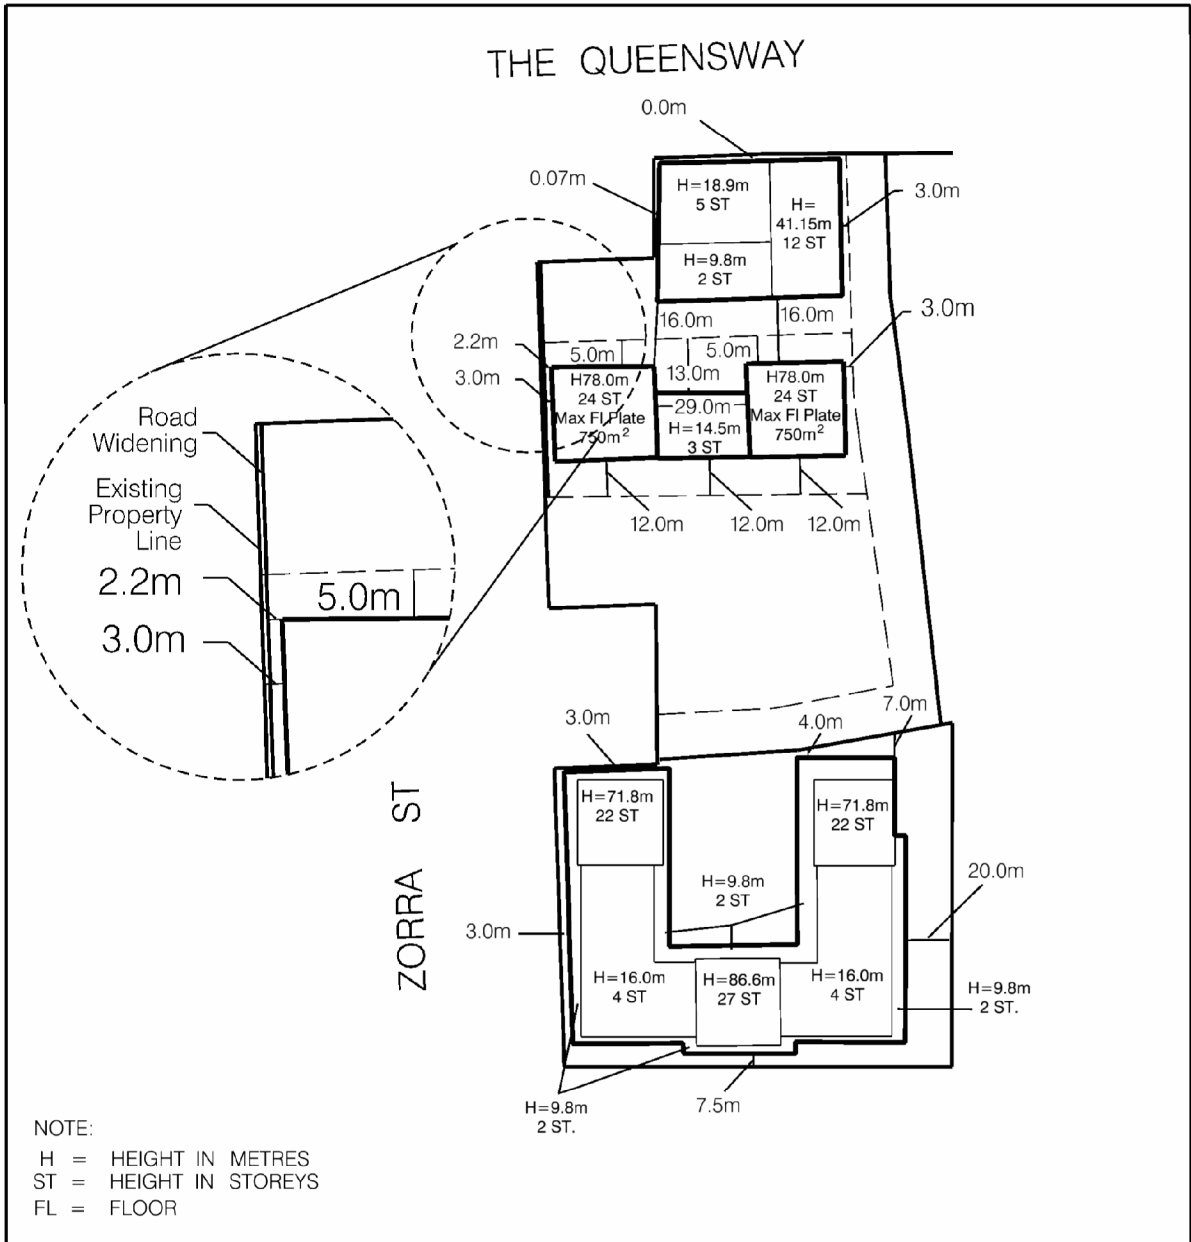 THE QUEENSWAY
0.0m
0.07m
H=18.9m
5 ST
H=
41.15m
12 ST
3.0m
H=9.8m
2 ST
16.0m
16.0m
3.0m
2.2m
5.0m
5.0m
3.0m
13.0m
H78.0m
24 ST
Max Fl Plate
750m²
29.0m
H=14.5m
3 ST
H78.0m
24 ST
Max Fl Plate
750m²
12.0m
12.0m
12.0m
Road
Widening
Existing
Property
Line
2.2m
5.0m
3.0m
ZORRA ST
3.0m
4.0m
7.0m
H=71.8m
22 ST
H=71.8m
22 ST
H=9.8m
2 ST
20.0m
3.0m
H=16.0m
4 ST
H=86.6m
27 ST
H=16.0m
4 ST
H=9.8m
2 ST.
H=9.8m
2 ST.
7.5m
NOTE:
H = HEIGHT IN METRES
ST = HEIGHT IN STOREYS
FL = FLOOR